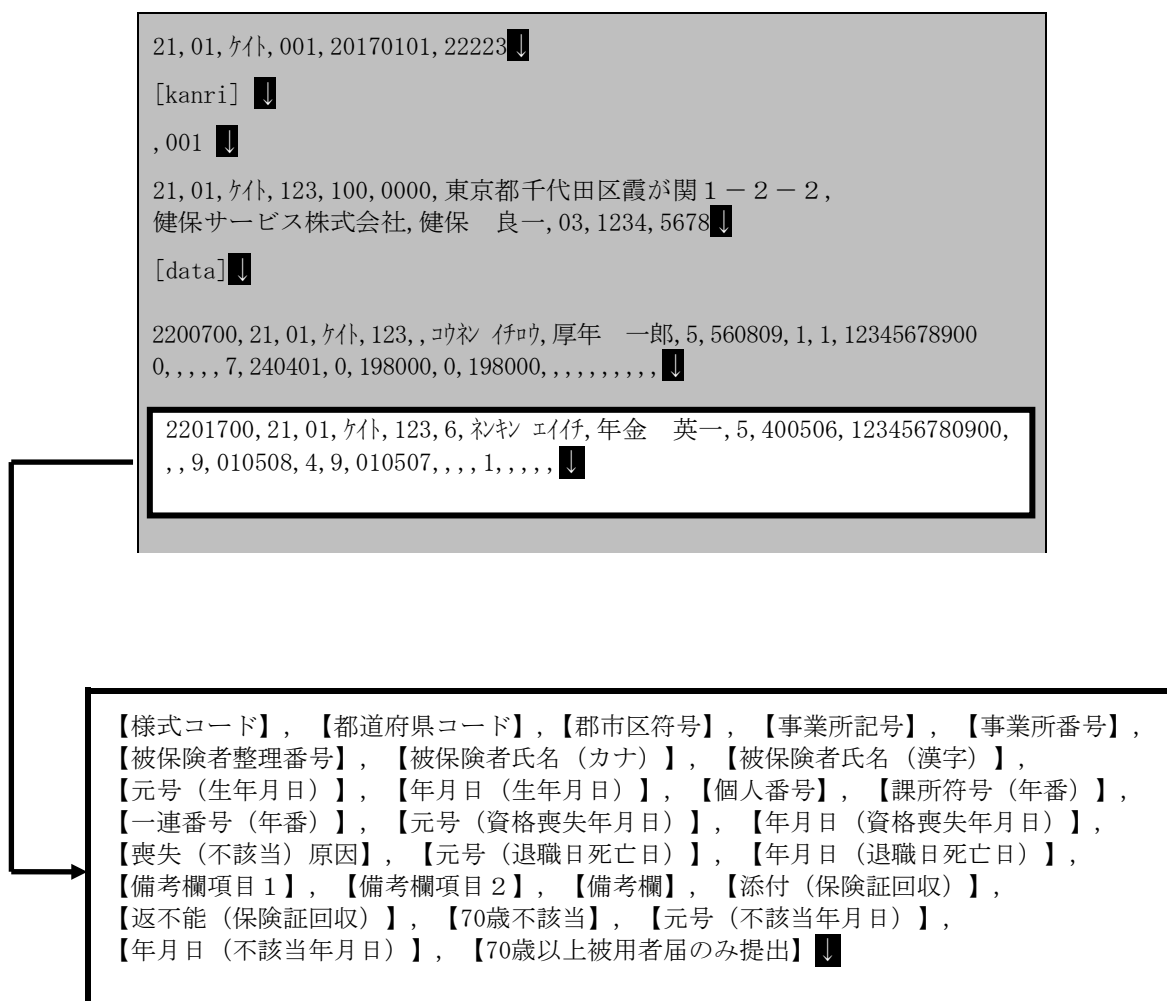 21,01,ｹｲﾄ,001,20170101,22223↓
[kanri] ↓
,001 ↓
21,01,ｹｲﾄ,123,100,0000,東京都千代田区霞が関１－２－２,
健保サービス株式会社,健保　良一,03,1234,5678↓
[data]↓
2200700,21,01,ｹｲﾄ,123,,ｺｳﾈﾝ ｲﾁﾛｳ,厚年　一郎,5,560809,1,1,12345678900
0,,,,,7,240401,0,198000,0,198000,,,,,,,,,,↓
2201700,21,01,ｹｲﾄ,123,6,ﾈﾝｷﾝ ｴｲｲﾁ,年金　英一,5,400506,123456780900,
,,9,010508,4,9,010507,,,,1,,,,,↓
【様式コード】, 【都道府県コード】,【郡市区符号】, 【事業所記号】, 【事業所番号】,
【被保険者整理番号】, 【被保険者氏名（カナ）】, 【被保険者氏名（漢字）】,
【元号（生年月日）】, 【年月日（生年月日）】, 【個人番号】, 【課所符号（年番）】,
【一連番号（年番）】, 【元号（資格喪失年月日）】, 【年月日（資格喪失年月日）】,
【喪失（不該当）原因】, 【元号（退職日死亡日）】, 【年月日（退職日死亡日）】,
【備考欄項目１】, 【備考欄項目２】, 【備考欄】, 【添付（保険証回収）】,
【返不能（保険証回収）】, 【70歳不該当】, 【元号（不該当年月日）】,
【年月日（不該当年月日）】, 【70歳以上被用者届のみ提出】↓